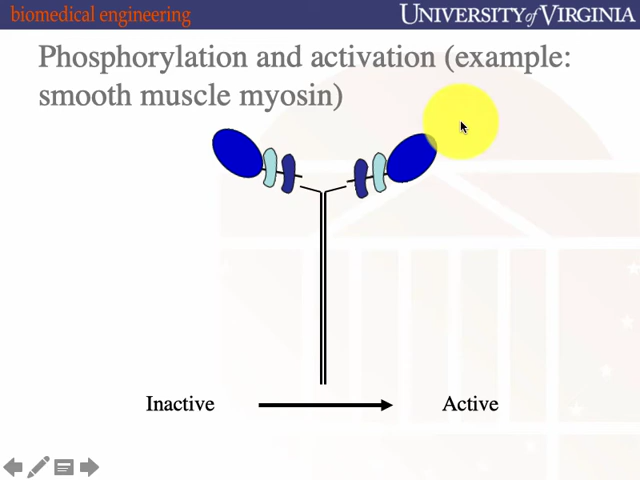 biomedical engineering
UNIVERSITY of VIRGINIA
Phosphorylation and activation (example:
smooth muscle myosin)
Inactive
Active